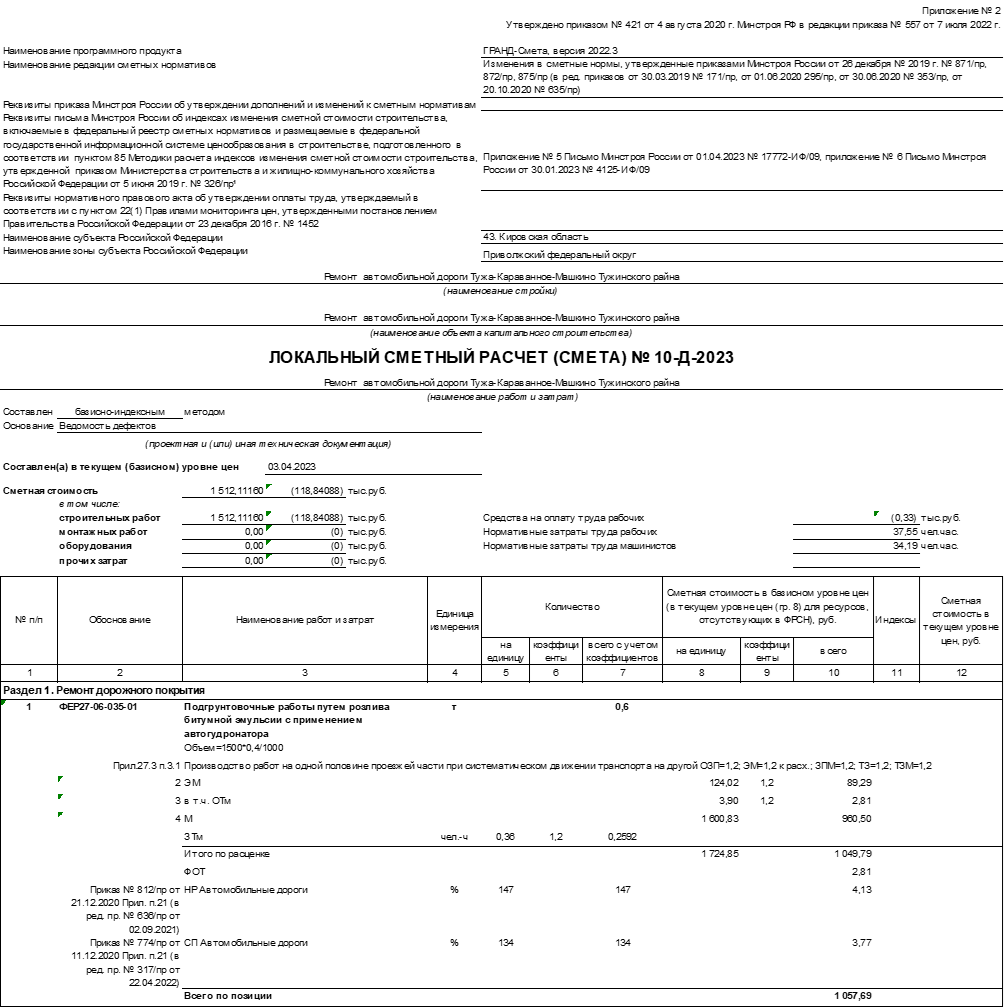 Приложение № 2
Утверждено приказом № 421 от 4 августа 2020 г. Минстроя РФ в редакции приказа № 557 от 7 июля 2022 г.
Наименование программного продукта
ГРАНД-Смета, версия 2022.3
Наименование редакции сметных нормативов
Изменения в сметные нормы, утвержденные приказами Минстроя России от 26 декабря № 2019 г. № 871/пр,
872/пр, 875/пр (в ред. приказов от 30.03.2019 № 171/пр, от 01.06.2020 295/пр, от 30.06.2020 № 353/пр, от
20.10.2020 № 635/пр)
Реквизиты приказа Минстроя России об утверждении дополнений и изменений к сметным нормативам
Реквизиты письма Минстроя России об индексах изменения сметной стоимости строительства,
включаемые в федеральный реестр сметных нормативов и размещаемые в федеральной
государственной информационной системе ценообразования в строительстве, подготовленного в
соответствии пунктом 85 Методики расчета индексов изменения сметной стоимости строительства,
утвержденной приказом Министерства строительства и жилищно-коммунального хозяйства
Российской Федерации от 5 июня 2019 г. № 326/пр¹
Приложение № 5 Письмо Минстроя России от 01.04.2023 № 17772-ИФ/09, приложение № 6 Письмо Минстроя
России от 30.01.2023 № 4125-ИФ/09
Реквизиты нормативного правового акта об утверждении оплаты труда, утверждаемый в
соответствии с пунктом 22(1) Правилами мониторинга цен, утвержденными постановлением
Правительства Российской Федерации от 23 декабря 2016 г. № 1452
Наименование субъекта Российской Федерации
43. Кировская область
Наименование зоны субъекта Российской Федерации
Приволжский федеральный округ
Ремонт автомобильной дороги Тужа-Караванное-Машкино Тужинского райна
(наименование стройки)
Ремонт автомобильной дороги Тужа-Караванное-Машкино Тужинского райна
(наименование объекта капитального строительства)
ЛОКАЛЬНЫЙ СМЕТНЫЙ РАСЧЕТ (СМЕТА) № 10-Д-2023
Ремонт автомобильной дороги Тужа-Караванное-Машкино Тужинского райна
(наименование работ и затрат)
Составлен базисно-индексным методом
Основание Ведомость дефектов
(проектная и (или) иная техническая документация)
Составлен(а) в текущем (базисном) уровне цен 03.04.2023
Сметная стоимость 1 512,11160 (118,84088) тыс.руб.
в том числе:
строительных работ 1 512,11160 (118,84088) тыс.руб. Средства на оплату труда рабочих (0,33) тыс.руб.
монтажных работ 0,00 (0) тыс.руб. Нормативные затраты труда рабочих 37,55 чел.час.
оборудования 0,00 (0) тыс.руб. Нормативные затраты труда машинистов 34,19 чел.час.
прочих затрат 0,00 (0) тыс.руб.
№ п/п
Обоснование
Наименование работ и затрат
Единица
измерения
Количество
на
единицу
коэффици
енты
всего с учетом
коэффициентов
Сметная стоимость в базисном уровне цен
(в текущем уровне цен (гр. 8) для ресурсов,
отсутствующих в ФРСН), руб.
на единицу
коэффици
енты
всего
Индексы
Сметная
стоимость в
текущем уровне
цен, руб.
1 2 3 4 5 6 7 8 9 10 11 12
Раздел 1. Ремонт дорожного покрытия
1 ФЕР27-06-035-01 Подгрунтовочные работы путем розлива т 0,6
битумной эмульсии с применением
автогудронатора
Объем=1500*0,4/1000
Прил.27.3 п.3.1 Производство работ на одной половине проезжей части при систематическом движении транспорта на другой ОЗП=1,2; ЭМ=1,2 к расх.; ЗПМ=1,2; ТЗ=1,2; ТЗМ=1,2
2 ЭМ 124,02 1,2 89,29
3 в т.ч. ОТм 3,90 1,2 2,81
4 М 1 600,83 960,50
ЗТм чел.-ч 0,36 1,2 0,2592
Итого по расценке 1 724,85 1 049,79
ФОТ 2,81
Приказ № 812/пр от НР Автомобильные дороги % 147 147 4,13
21.12.2020 Прил. п.21 (в
ред. пр. № 636/пр от
02.09.2021)
Приказ № 774/пр от СП Автомобильные дороги % 134 134 3,77
11.12.2020 Прил. п.21 (в
ред. пр. № 317/пр от
22.04.2022)
Всего по позиции 1 057,69